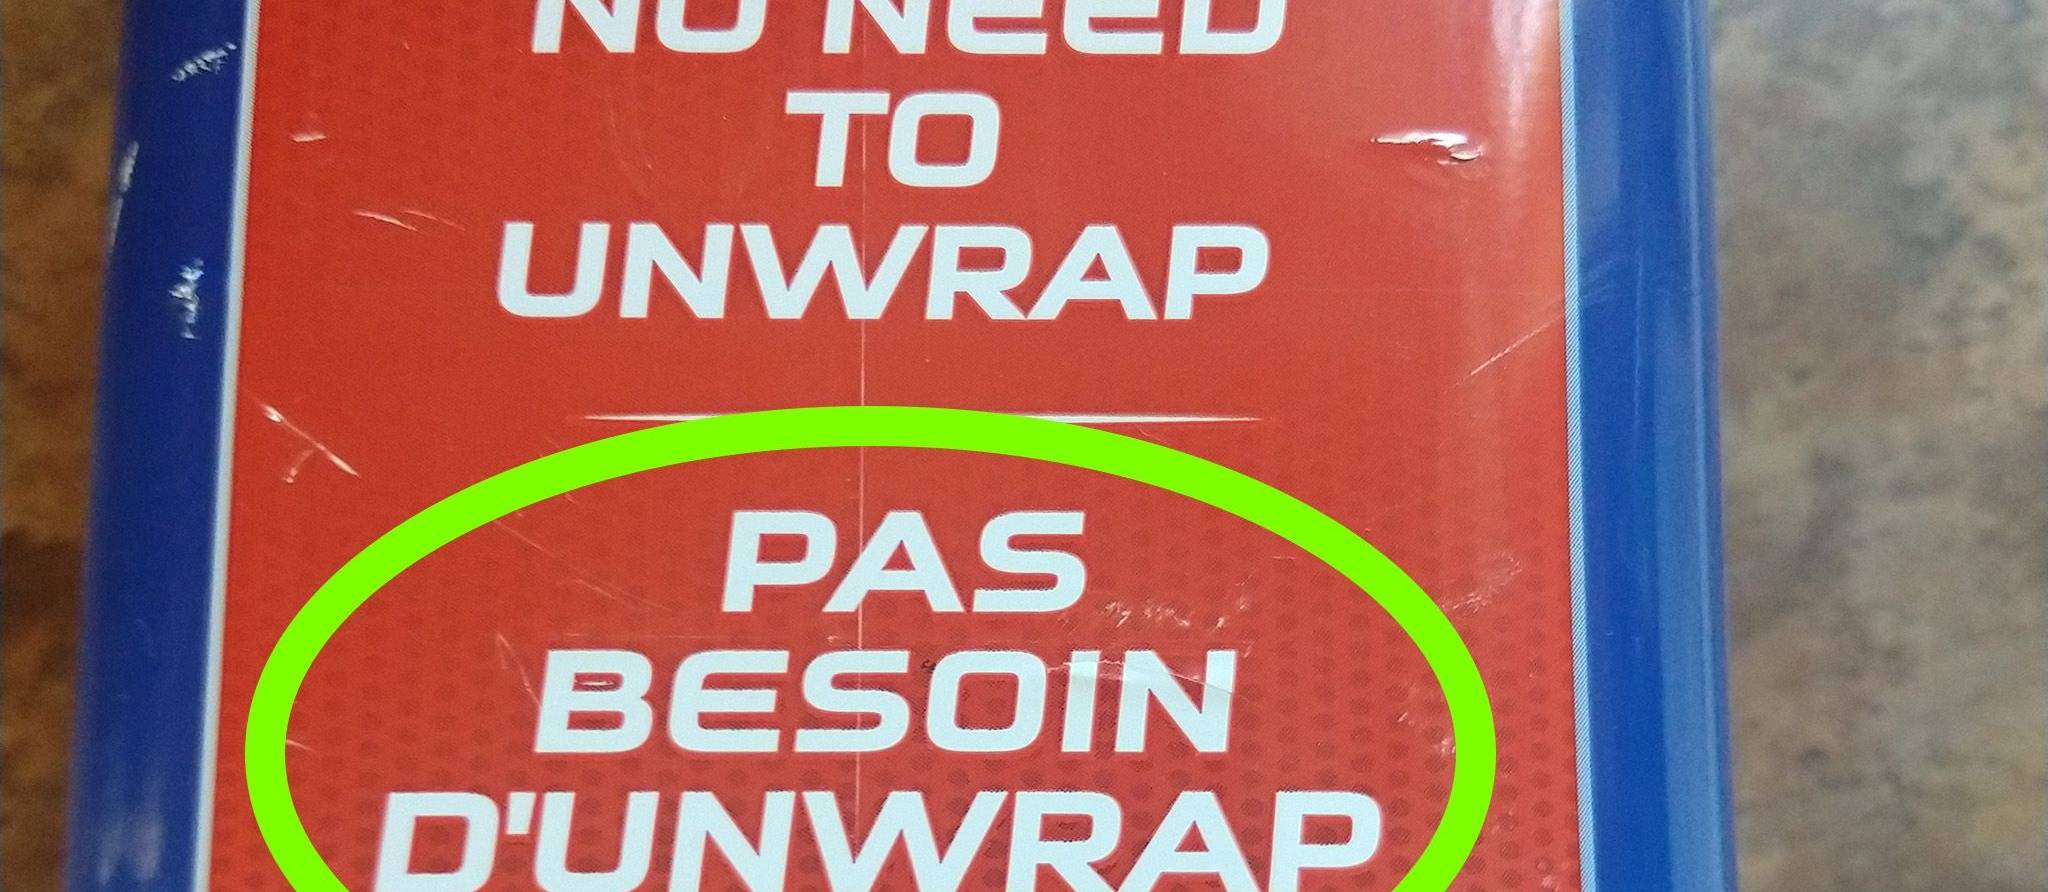 NO NEED
TO
UNWRAP
PAS
BESOIN
D'UNWRAP